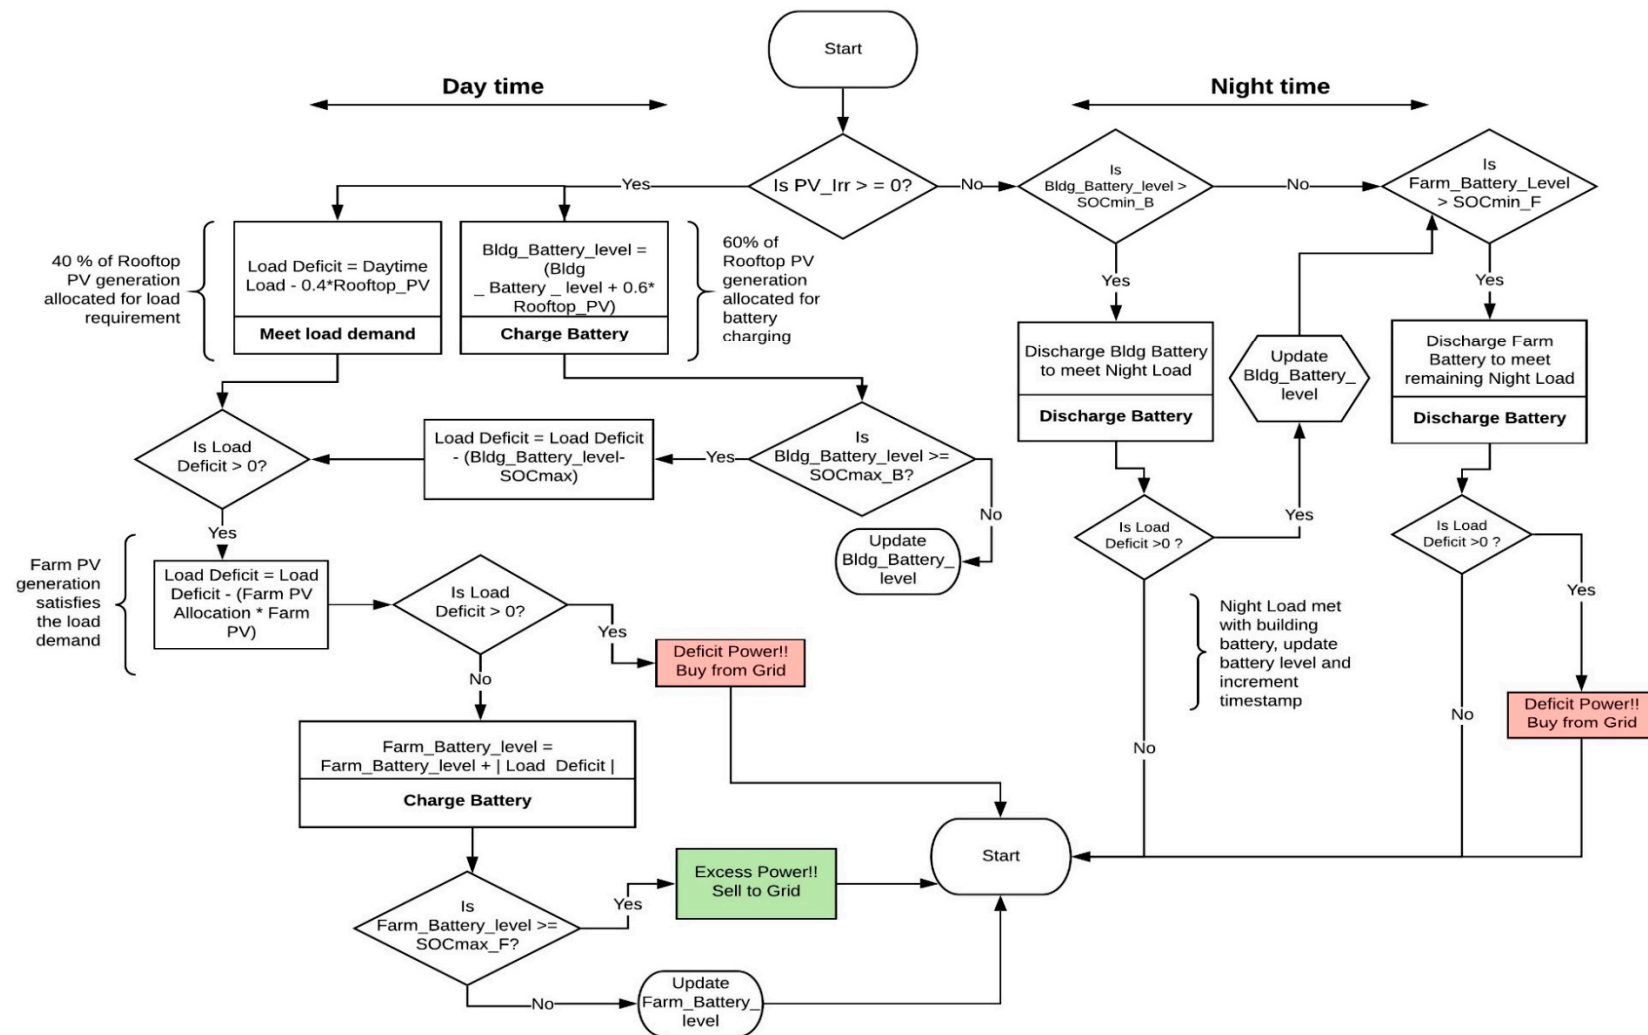 Start
Day time
Night time
Is PV_Irr > = 0?
Yes
No
Is
Bldg_Battery_level >
SOCmin_B
No
Is
Farm_Battery_Level
> SOCmin_F
40 % of Rooftop
PV generation
allocated for load
requirement
Load Deficit = Daytime
Load - 0.4*Rooftop_PV
Meet load demand
Bldg_Battery_level =
(Bldg
_ Battery _ level + 0.6*
Rooftop_PV)
Charge Battery
60% of
Rooftop PV
generation
allocated for
battery
charging
Yes
Yes
Discharge Bldg Battery
to meet Night Load
Discharge Battery
Update
Bldg_Battery_
level
Discharge Farm
Battery to meet
remaining Night Load
Discharge Battery
Is Load
Deficit > 0?
Load Deficit = Load Deficit
- (Bldg_Battery_level-
SOCmax)
Yes
Is
Bldg_Battery_level >=
SOCmax_B?
No
Update
Bldg_Battery_
level
Is Load
Deficit >0 ?
Yes
Is Load
Deficit >0 ?
Yes
Yes
Farm PV
generation
satisfies
the load
demand
Load Deficit = Load
Deficit - (Farm PV
Allocation * Farm
PV)
Is Load
Deficit > 0?
Yes
Deficit Power!!
Buy from Grid
No
Night Load met
with building
battery, update
battery level and
increment
timestamp
No
No
Deficit Power!!
Buy from Grid
Farm_Battery_level =
Farm_Battery_level + | Load Deficit |
Charge Battery
Is
Farm_Battery_level >=
SOCmax_F?
Yes
Excess Power!!
Sell to Grid
Start
No
Update
Farm_Battery_
level